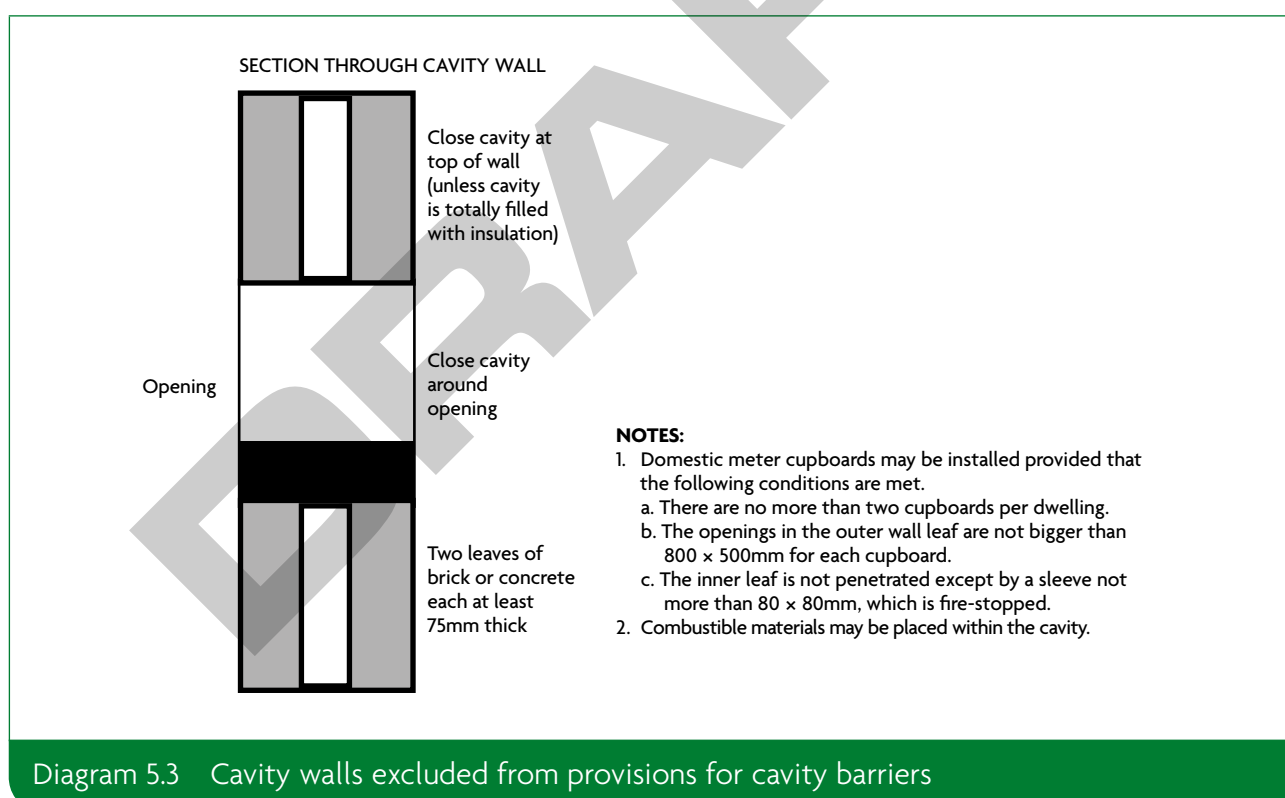 SECTION THROUGH CAVITY WALL
Close cavity at
top of wall
(unless cavity
is totally filled
with insulation)
Opening
Close cavity
around
opening
Two leaves of
brick or concrete
each at least
75mm thick
NOTES:
1. Domestic meter cupboards may be installed provided that
the following conditions are met.
a. There are no more than two cupboards per dwelling.
b. The openings in the outer wall leaf are not bigger than
800 × 500mm for each cupboard.
c. The inner leaf is not penetrated except by a sleeve not
more than 80 × 80mm, which is fire-stopped.
2. Combustible materials may be placed within the cavity.
Diagram 5.3 Cavity walls excluded from provisions for cavity barriers